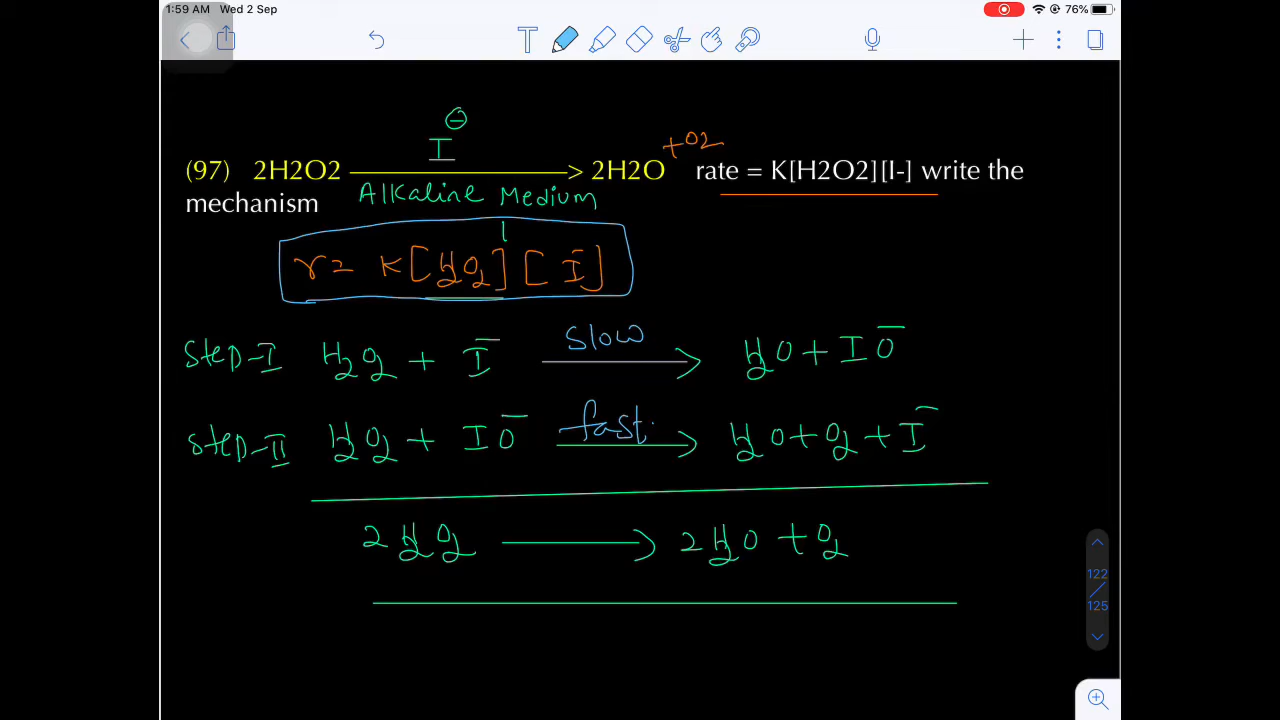 1:59 AM Wed 2 Sep 76%
I⊖
(97) 2H2O2 ———> 2H2O +O2 rate = K[H2O2][I-] write the
mechanism Alkaline Medium
r = K[H2O2][I⁻]
Step-I H2O2 + I⁻ slow → H2O + IO⁻
Step-II H2O2 + IO⁻ fast → H2O + O2 + I⁻
2H2O2 → 2H2O + O2
122
/
125